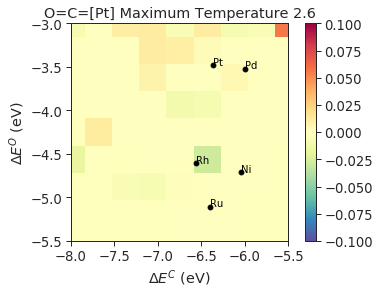 O=C=[Pt] Maximum Temperature 2.6
−3.0
−3.5
−4.0
−4.5
−5.0
−5.5
ΔE^O (eV)
Pt
Pd
Rh
Ni
Ru
−8.0 −7.5 −7.0 −6.5 −6.0 −5.5
ΔE^C (eV)
0.100
0.075
0.050
0.025
0.000
−0.025
−0.050
−0.075
−0.100